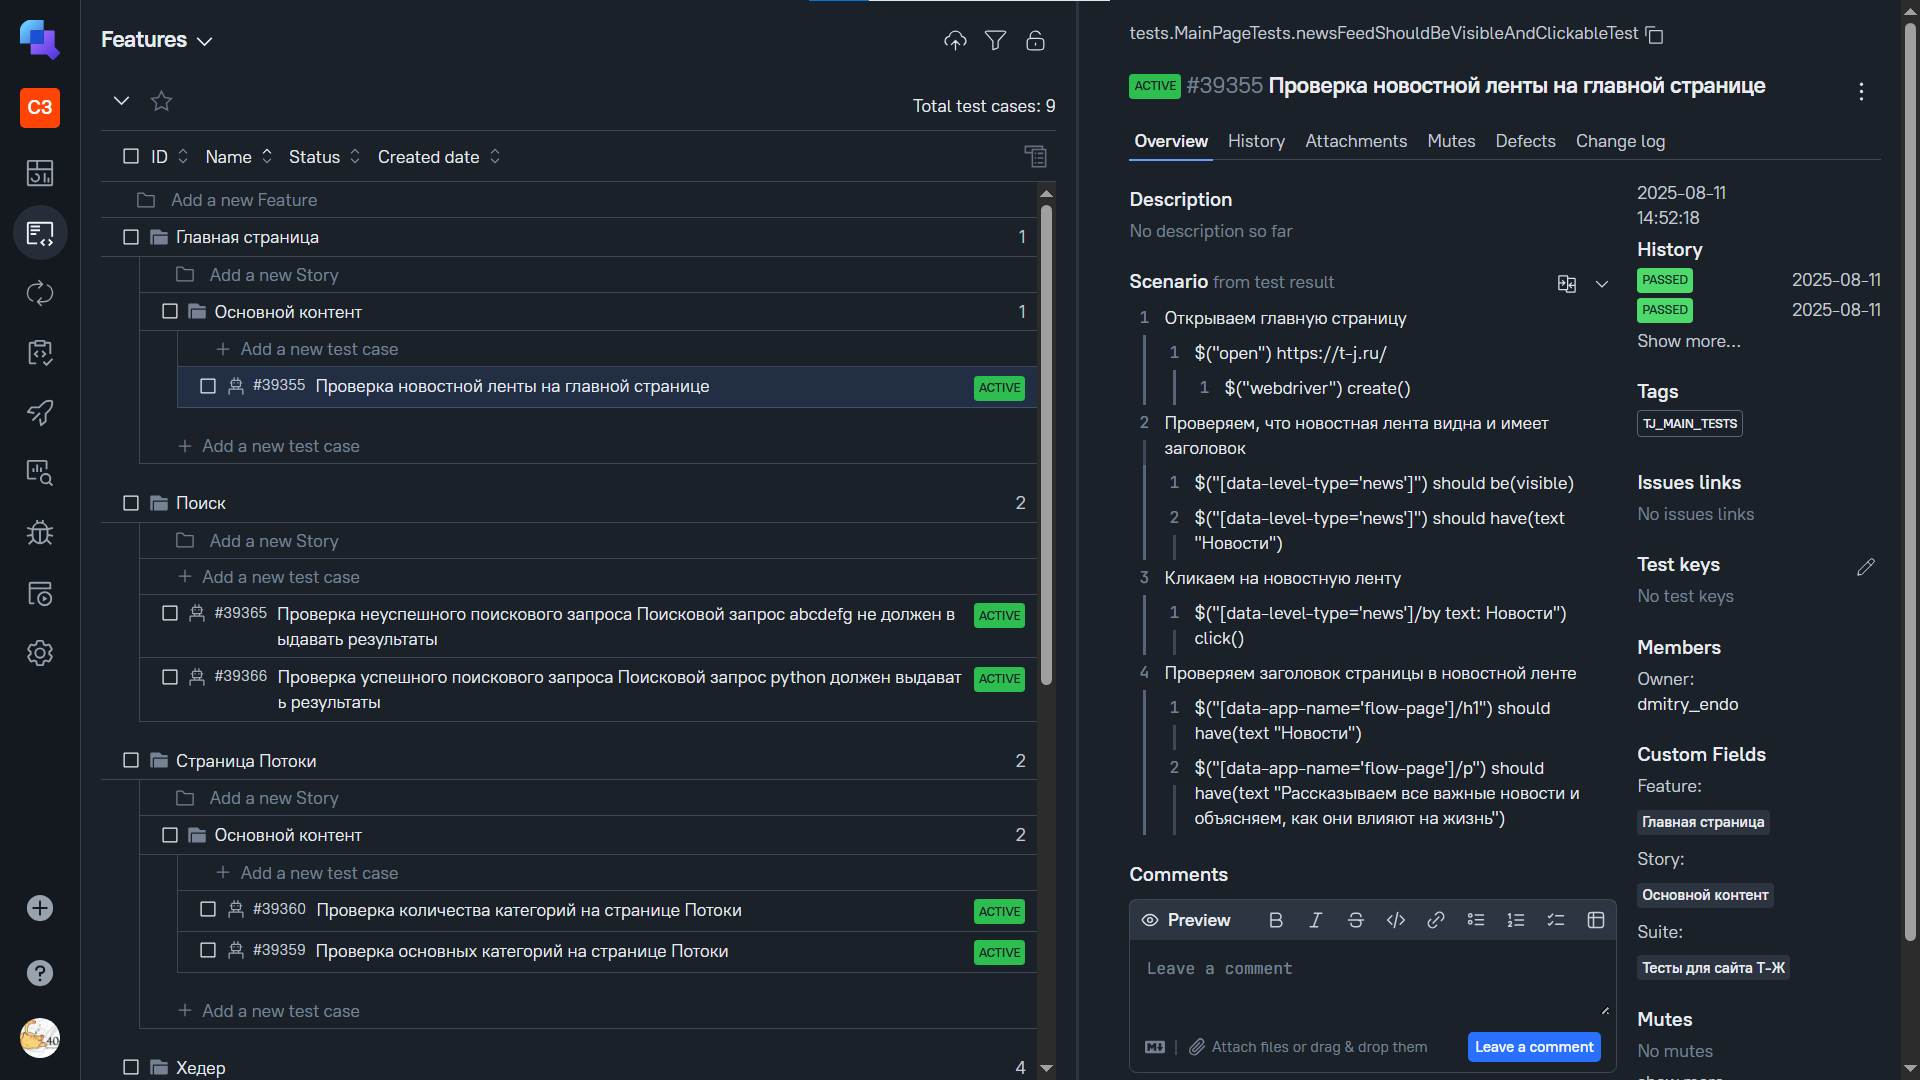 Features
Total test cases: 9
ID Name Status Created date
Add a new Feature
Главная страница 1
Add a new Story
Основной контент 1
Add a new test case
#39355 Проверка новостной ленты на главной странице ACTIVE
Add a new test case
Поиск 2
Add a new Story
Add a new test case
#39365 Проверка неуспешного поискового запроса Поисковой запрос abcdefg не должен в ACTIVE
ыдавать результаты
#39366 Проверка успешного поискового запроса Поисковой запрос python должен выдават ACTIVE
ь результаты
Страница Потоки 2
Add a new Story
Основной контент 2
Add a new test case
#39360 Проверка количества категорий на странице Потоки ACTIVE
#39359 Проверка основных категорий на странице Потоки ACTIVE
Add a new test case
Хедер 4
СЗ
40
tests.MainPageTests.newsFeedShouldBeVisibleAndClickableTest
ACTIVE #39355 Проверка новостной ленты на главной странице
Overview History Attachments Mutes Defects Change log
Description
No description so far
Scenario from test result
1 Открываем главную страницу
1 $("open") https://t-j.ru/
1 $("webdriver") create()
2 Проверяем, что новостная лента видна и имеет
заголовок
1 $("[data-level-type='news']") should be(visible)
2 $("[data-level-type='news']") should have(text
"Новости")
3 Кликаем на новостную ленту
1 $("[data-level-type='news']/by text: Новости")
click()
4 Проверяем заголовок страницы в новостной ленте
1 $("[data-app-name='flow-page']/h1") should
have(text "Новости")
2 $("[data-app-name='flow-page']/p") should
have(text "Рассказываем все важные новости и
объясняем, как они влияют на жизнь")
Comments
Preview
Leave a comment
Attach files or drag & drop them
Leave a comment
2025-08-11
14:52:18
History
PASSED 2025-08-11
PASSED 2025-08-11
Show more...
Tags
TJ_MAIN_TESTS
Issues links
No issues links
Test keys
No test keys
Members
Owner:
dmitry_endo
Custom Fields
Feature:
Главная страница
Story:
Основной контент
Suite:
Тесты для сайта Т-Ж
Mutes
No mutes